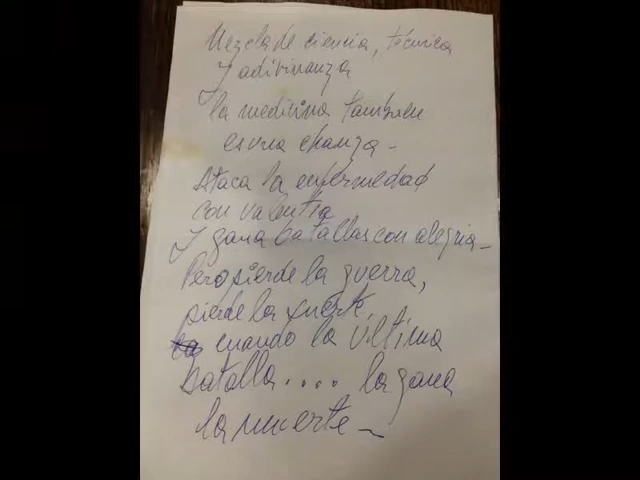 Mezcla de ciencia, técnica
y adivinanza
la medicina también
es una chanza -
Ataca la enfermedad
con valentía
y gana batallas con alegria -
Pero pierde la guerra,
pierde la suerte,
cuando la última
batalla.... la gana
la muerte -